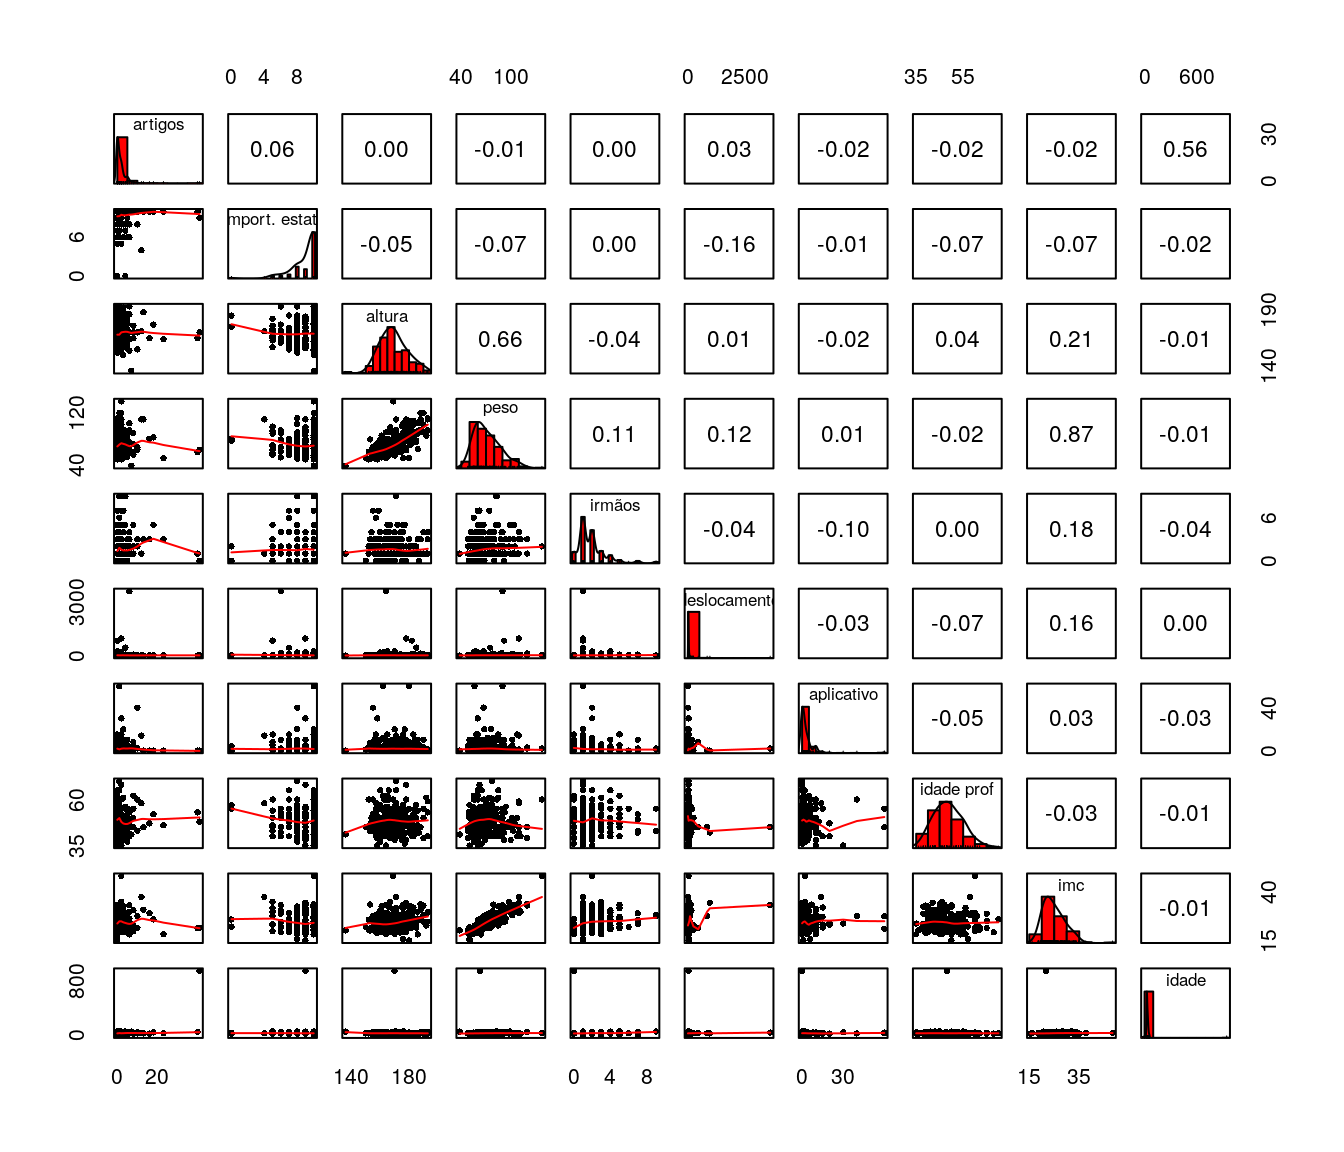 0 4 8 40 100 0 2500 35 55 0 600
artigos 0.06 0.00 -0.01 0.00 0.03 -0.02 -0.02 -0.02 0.56 0 30
0 6 mport. estat -0.05 -0.07 0.00 -0.16 -0.01 -0.07 -0.07 -0.02
altura 0.66 -0.04 0.01 -0.02 0.04 0.21 -0.01 140 190
40 120 peso 0.11 0.12 0.01 -0.02 0.87 -0.01
irmãos -0.04 -0.10 0.00 0.18 -0.04 0 6
0 3000 deslocamento -0.03 -0.07 0.16 0.00
aplicativo -0.05 0.03 -0.03 0 40
35 60 idade prof -0.03 -0.01
imc -0.01 15 40
0 800 idade
0 20 140 180 0 4 8 0 30 15 35